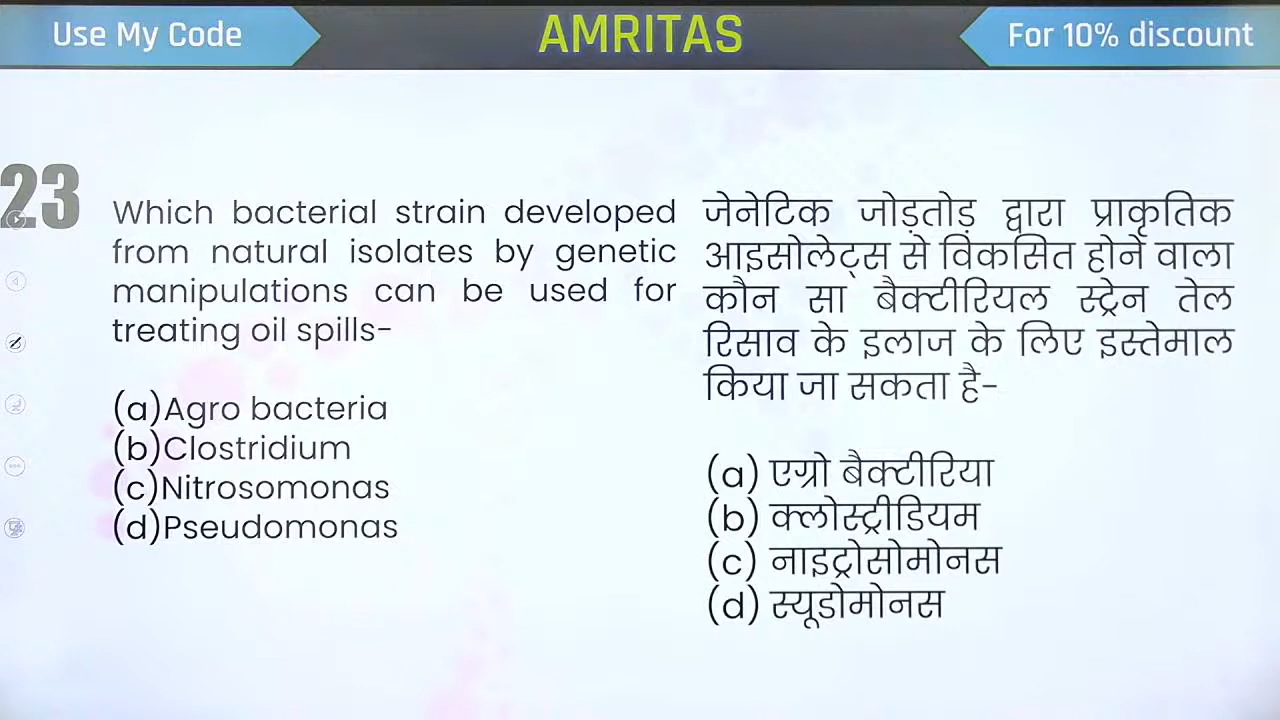 Use My Code
AMRITAS
For 10% discount
23
Which bacterial strain developed
from natural isolates by genetic
manipulations can be used for
treating oil spills-
(a)Agro bacteria
(b)Clostridium
(c)Nitrosomonas
(d)Pseudomonas
जेनेटिक जोड़तोड़ द्वारा प्राकृतिक
आइसोलेट्स से विकसित होने वाला
कौन सा बैक्टीरियल स्ट्रेन तेल
रिसाव के इलाज के लिए इस्तेमाल
किया जा सकता है-
(a) एग्रो बैक्टीरिया
(b) क्लोस्ट्रीडियम
(c) नाइट्रोसोमोनस
(d) स्यूडोमोनस